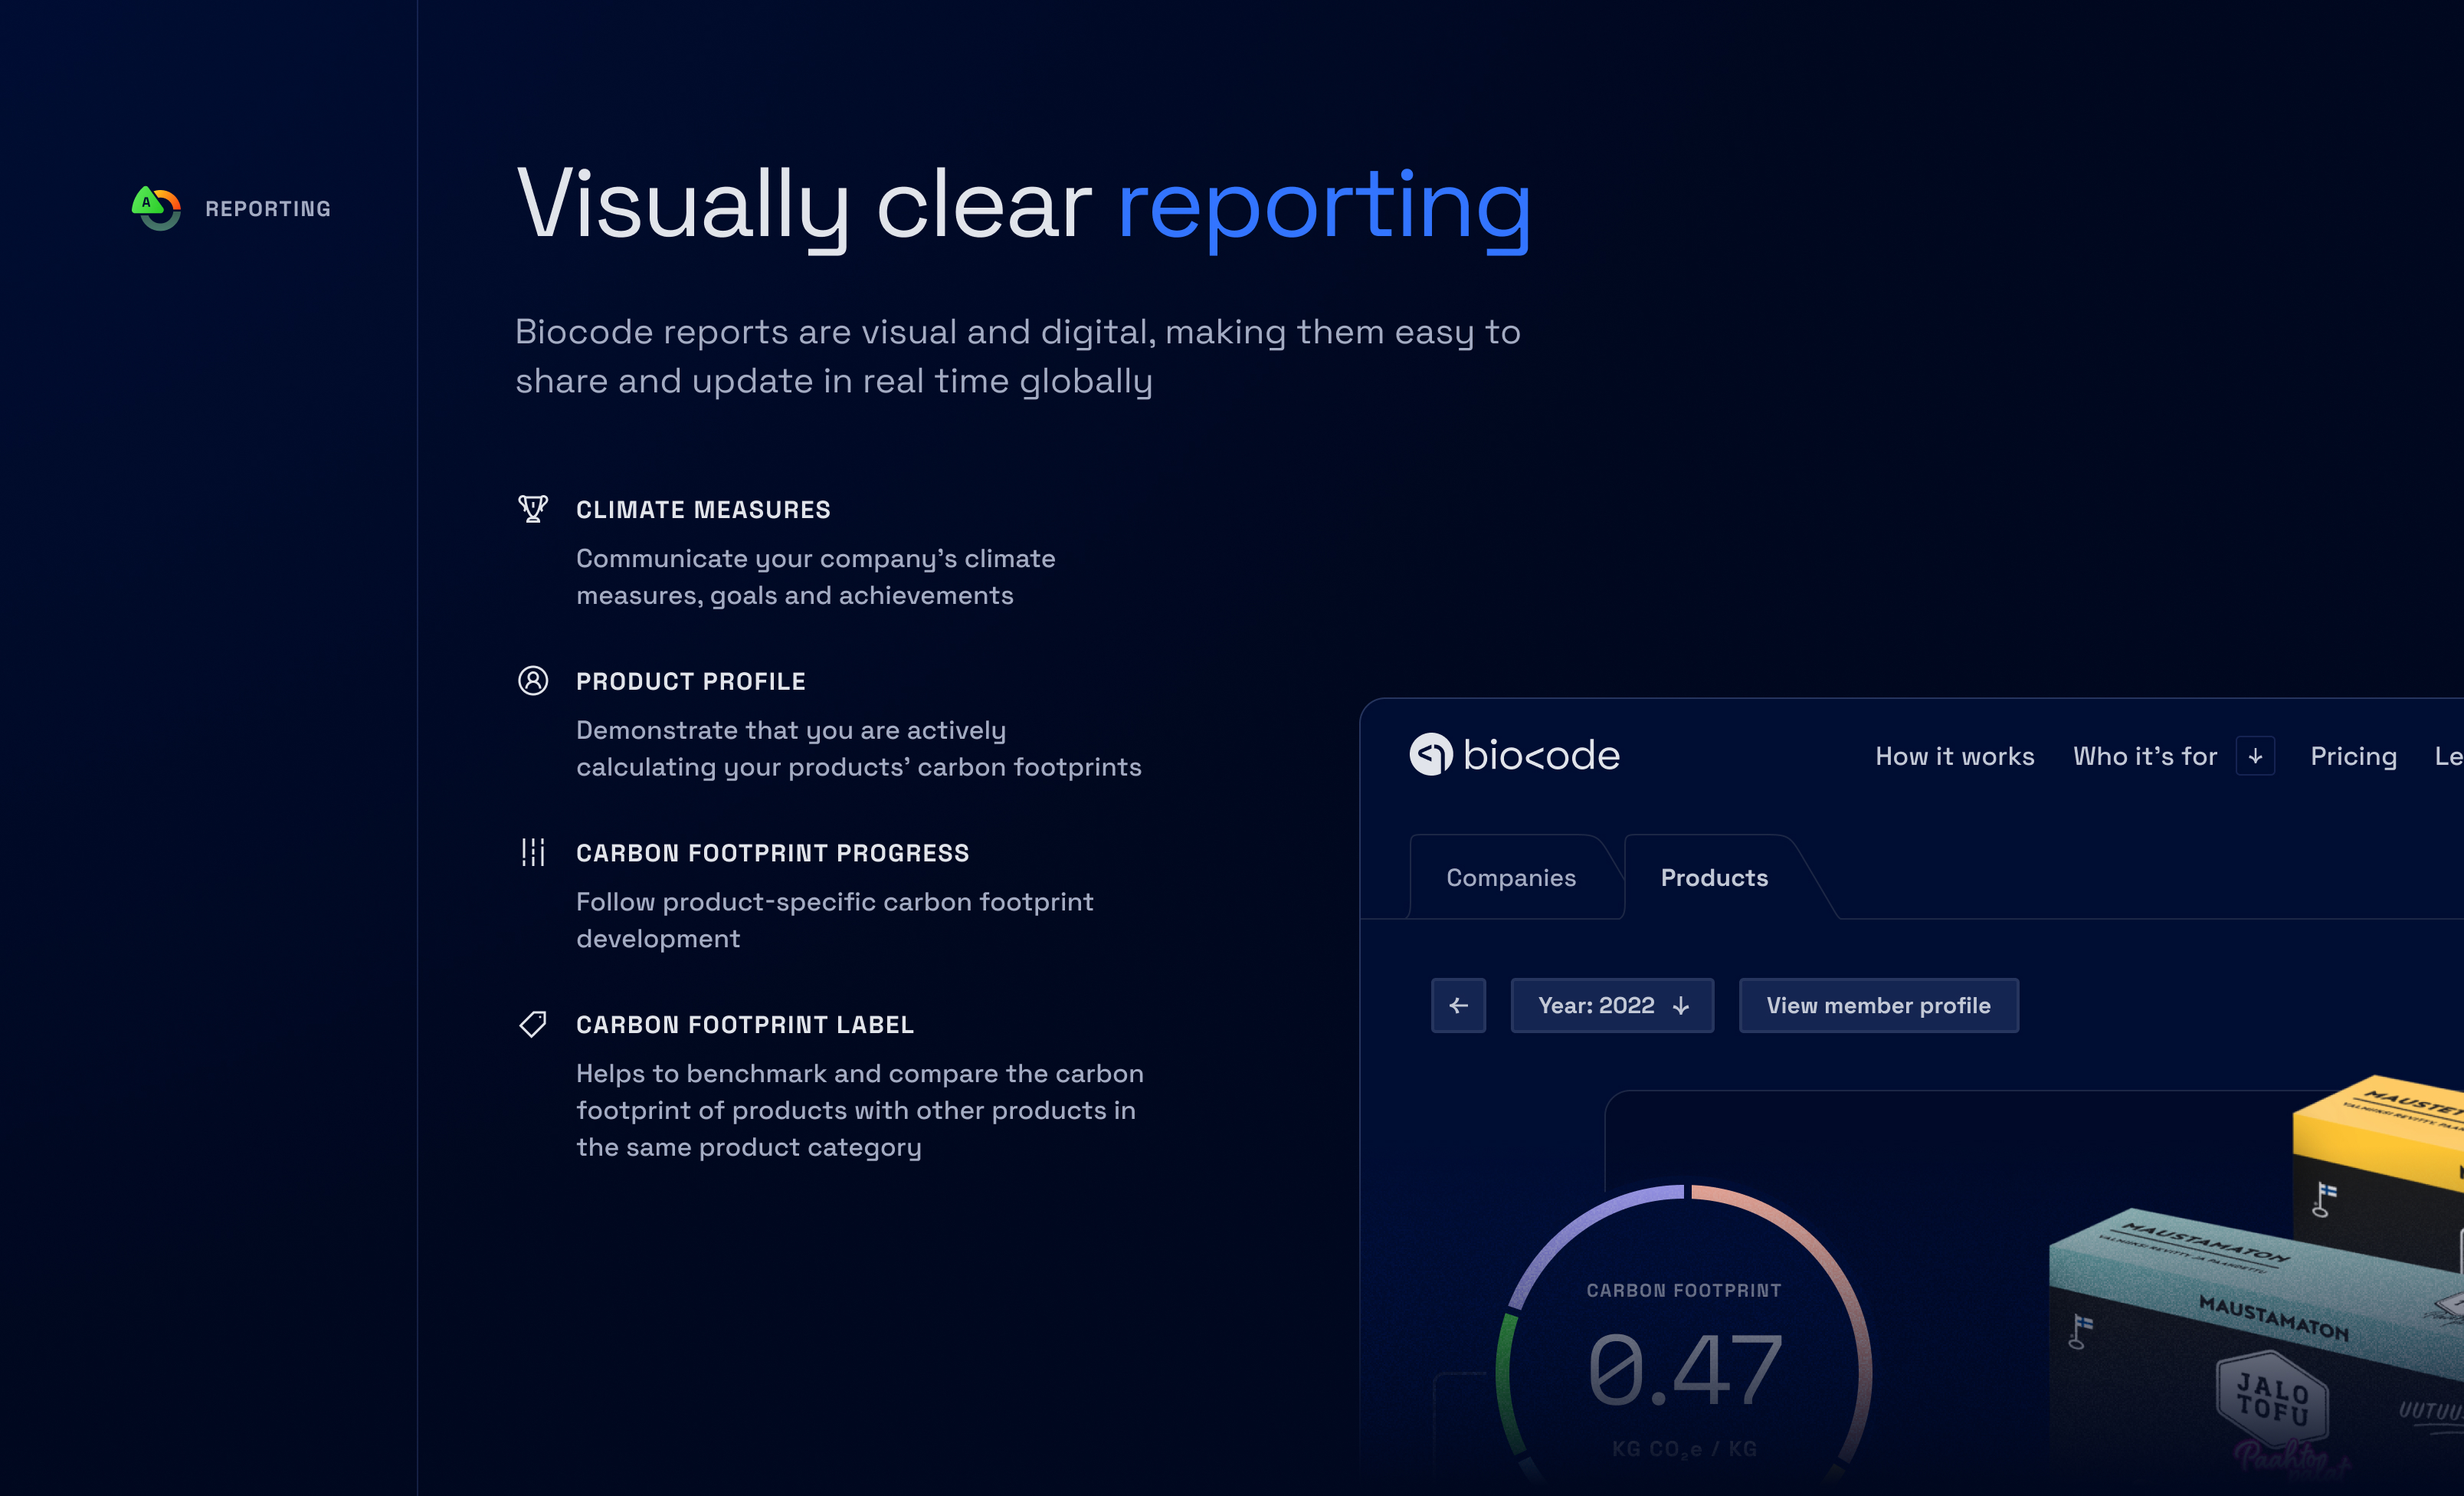 A
REPORTING
Visually clear reporting
Biocode reports are visual and digital, making them easy to
share and update in real time globally
CLIMATE MEASURES
Communicate your company’s climate
measures, goals and achievements
PRODUCT PROFILE
Demonstrate that you are actively
calculating your products’ carbon footprints
CARBON FOOTPRINT PROGRESS
Follow product-specific carbon footprint
development
CARBON FOOTPRINT LABEL
Helps to benchmark and compare the carbon
footprint of products with other products in
the same product category
bio<ode
How it works Who it’s for ↓ Pricing Le
Companies Products
← Year: 2022 ↓ View member profile
CARBON FOOTPRINT
0.47
KG CO₂e / KG
MAUSTAMATON
VALMIIKSI REVITTY JA PAAHDETTU
MAUSTAMATON
JALO
TOFU